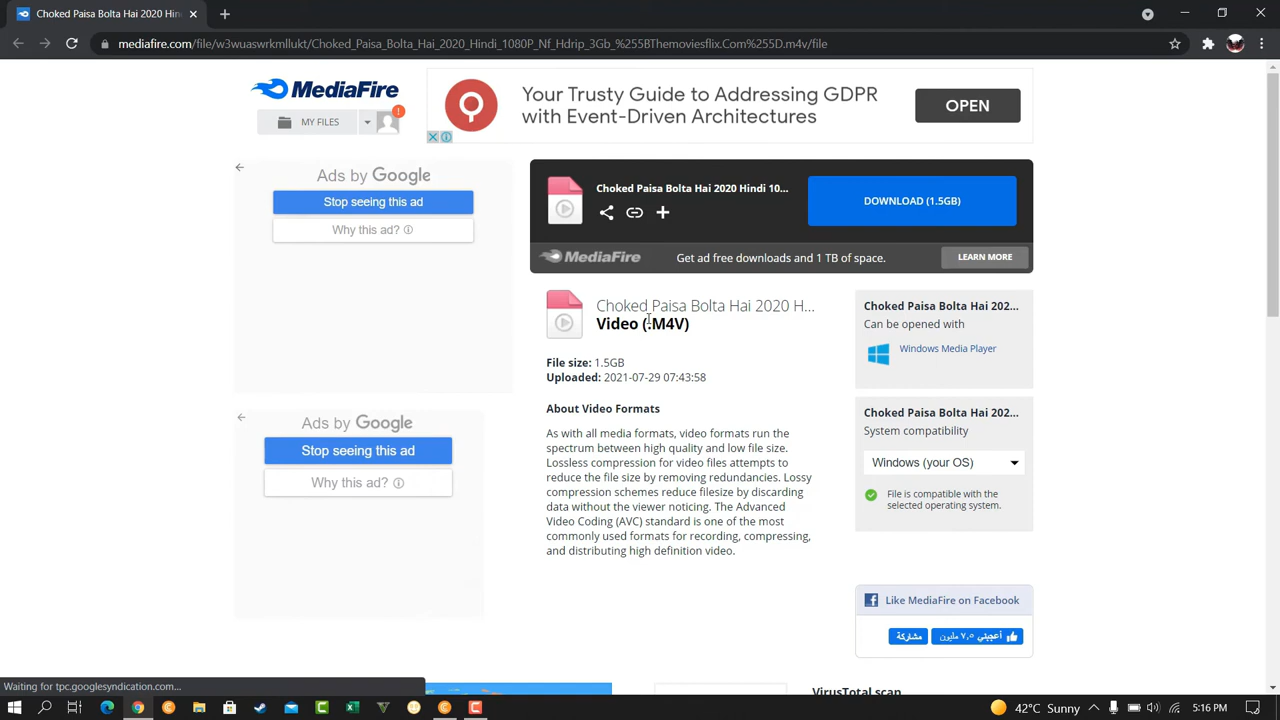 Choked Paisa Bolta Hai 2020 Hin
mediafire.com/file/w3wuaswrkmllukt/Choked_Paisa_Bolta_Hai_2020_Hindi_1080P_Nf_Hdrip_3Gb_%255BThemoviesflix.Com%255D.m4v/file
MediaFire
MY FILES
!
Your Trusty Guide to Addressing GDPR
with Event-Driven Architectures
OPEN
Ads by Google
Stop seeing this ad
Why this ad?
Choked Paisa Bolta Hai 2020 Hindi 10...
DOWNLOAD (1.5GB)
MediaFire
Get ad free downloads and 1 TB of space.
LEARN MORE
Choked Paisa Bolta Hai 2020 H...
Video (.M4V)
File size: 1.5GB
Uploaded: 2021-07-29 07:43:58
About Video Formats
As with all media formats, video formats run the
spectrum between high quality and low file size.
Lossless compression for video files attempts to
reduce the file size by removing redundancies. Lossy
compression schemes reduce filesize by discarding
data without the viewer noticing. The Advanced
Video Coding (AVC) standard is one of the most
commonly used formats for recording, compressing,
and distributing high definition video.
Choked Paisa Bolta Hai 202...
Can be opened with
Windows Media Player
Choked Paisa Bolta Hai 202...
System compatibility
Windows (your OS)
File is compatible with the
selected operating system.
Ads by Google
Stop seeing this ad
Why this ad?
Like MediaFire on Facebook
أعجبني ٧٫٥ مليون
مشاركة
VirusTotal scan
Waiting for tpc.googlesyndication.com...
42°C Sunny
5:16 PM